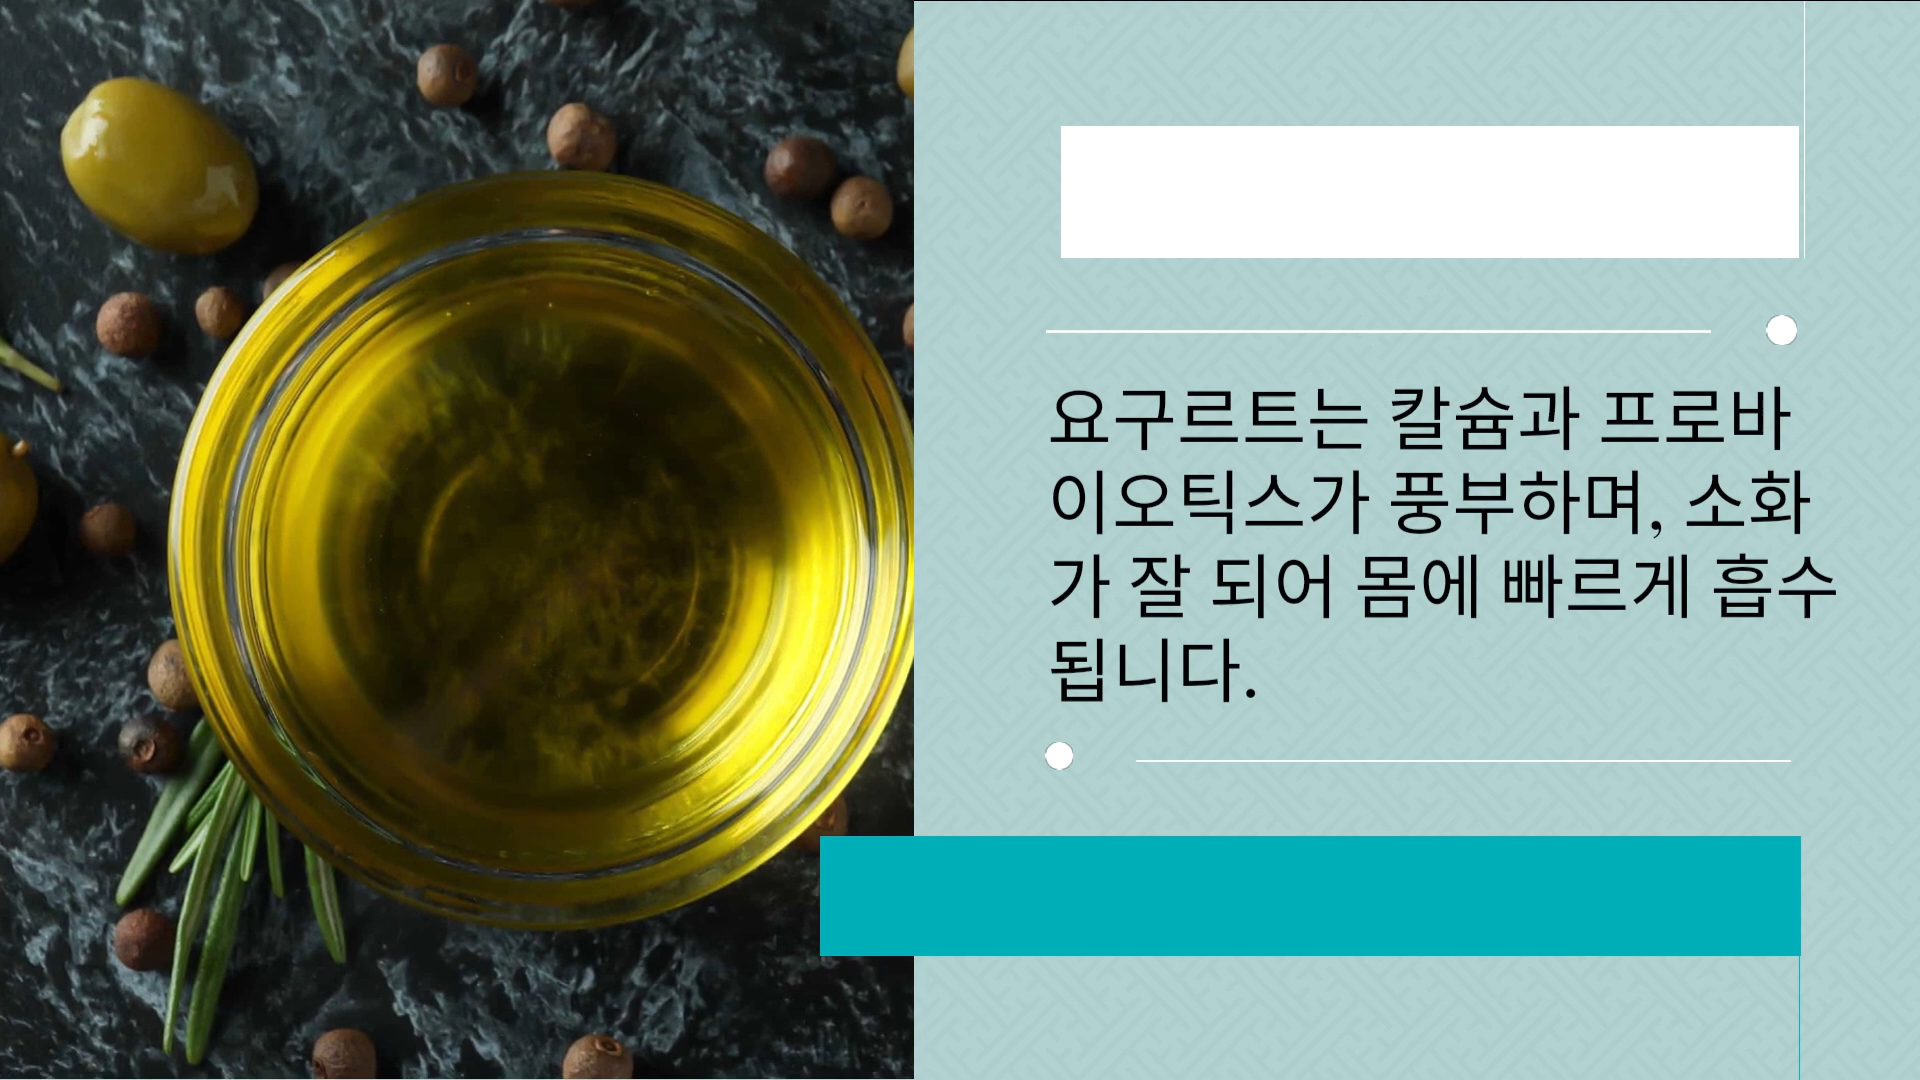 요구르트는 칼슘과 프로바
이오틱스가 풍부하며, 소화
가 잘 되어 몸에 빠르게 흡수
됩니다.